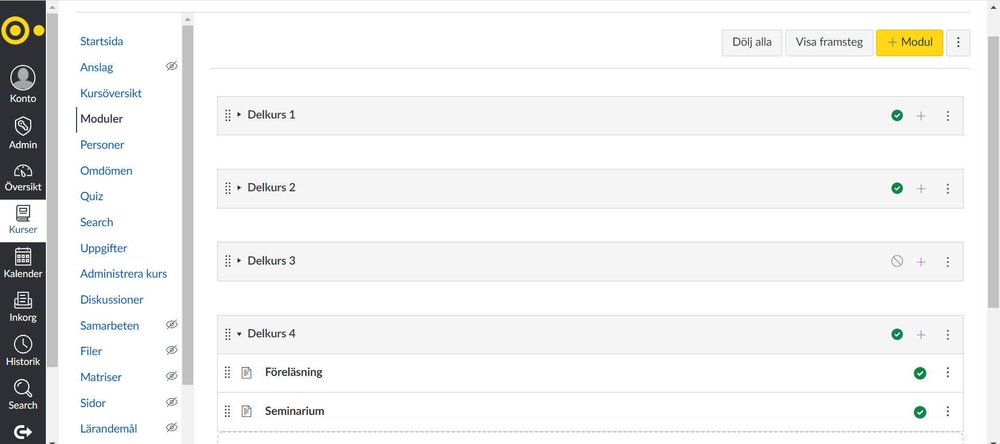 Konto
Admin
Översikt
Kurser
Kalender
Inkorg
Historik
Search
Startsida
Anslag
Kursöversikt
Moduler
Personer
Omdömen
Quiz
Search
Uppgifter
Administrera kurs
Diskussioner
Samarbeten
Filer
Matriser
Sidor
Lärandemål
Dölj alla
Visa framsteg
+ Modul
Delkurs 1
Delkurs 2
Delkurs 3
Delkurs 4
Föreläsning
Seminarium